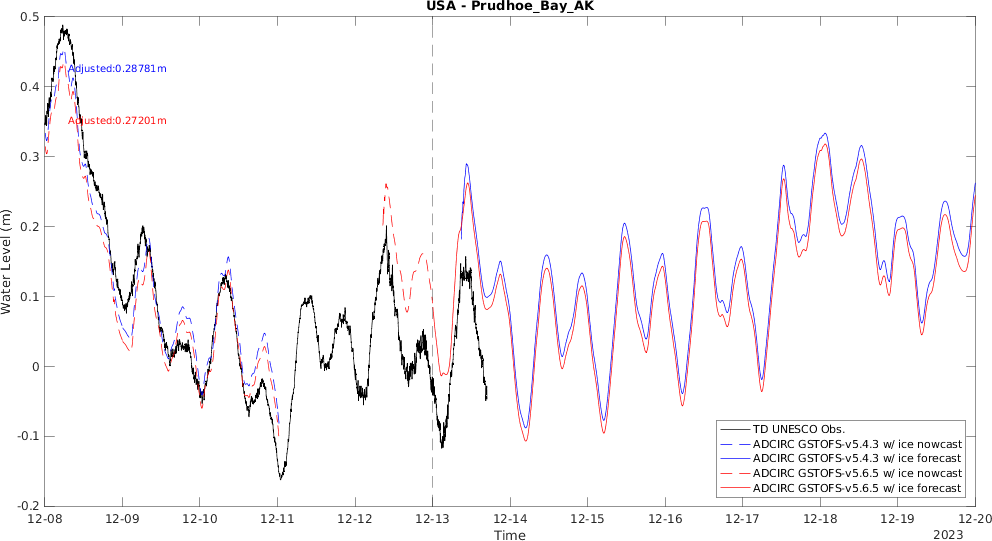 USA - Prudhoe_Bay_AK
0.5
0.4
0.3
0.2
0.1
0
-0.1
-0.2
Water Level (m)
Adjusted:0.28781m
Adjusted:0.27201m
TD UNESCO Obs.
ADCIRC GSTOFS-v5.4.3 w/ ice nowcast
ADCIRC GSTOFS-v5.4.3 w/ ice forecast
ADCIRC GSTOFS-v5.6.5 w/ ice nowcast
ADCIRC GSTOFS-v5.6.5 w/ ice forecast
12-08 12-09 12-10 12-11 12-12 12-13 12-14 12-15 12-16 12-17 12-18 12-19 12-20
Time
2023